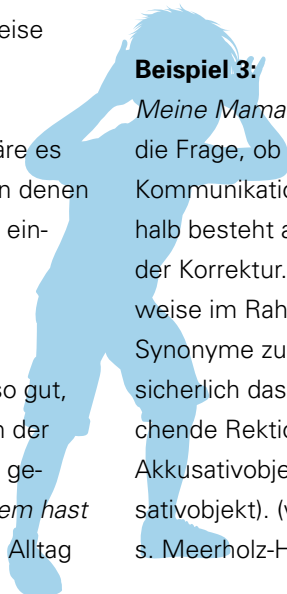 eise
äre es
n denen
ein-
so gut,
n der
ge-
em hast
Alltag
Beispiel 3:
Meine Mama
die Frage, ob
Kommunikatio
halb besteht a
der Korrektur.
weise im Rah
Synonyme zu
sicherlich das
chende Rektio
Akkusativobje
sativobjekt). (v
s. Meerholz-H